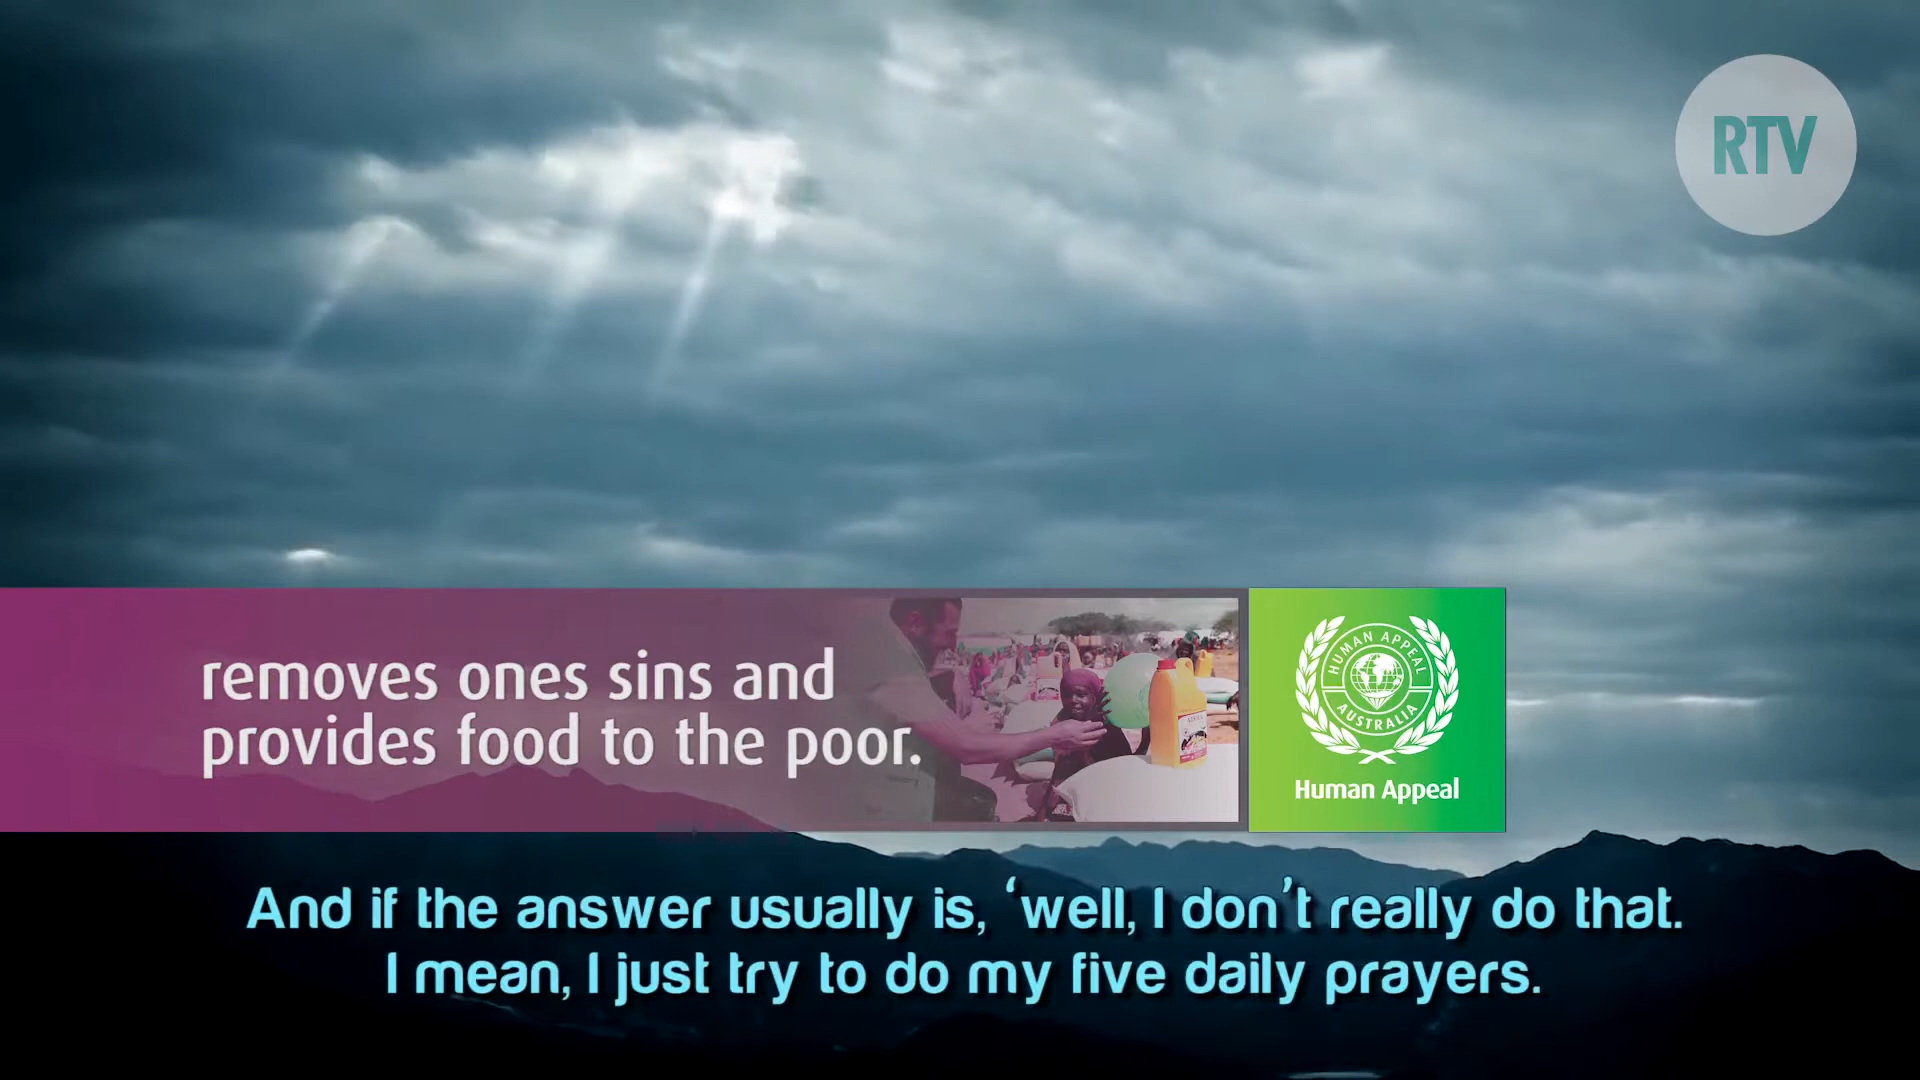 RTV
removes ones sins and
provides food to the poor.
HUMAN APPEAL
AUSTRALIA
Human Appeal
And if the answer usually is, ‘well, I don’t really do that.
I mean, I just try to do my five daily prayers.